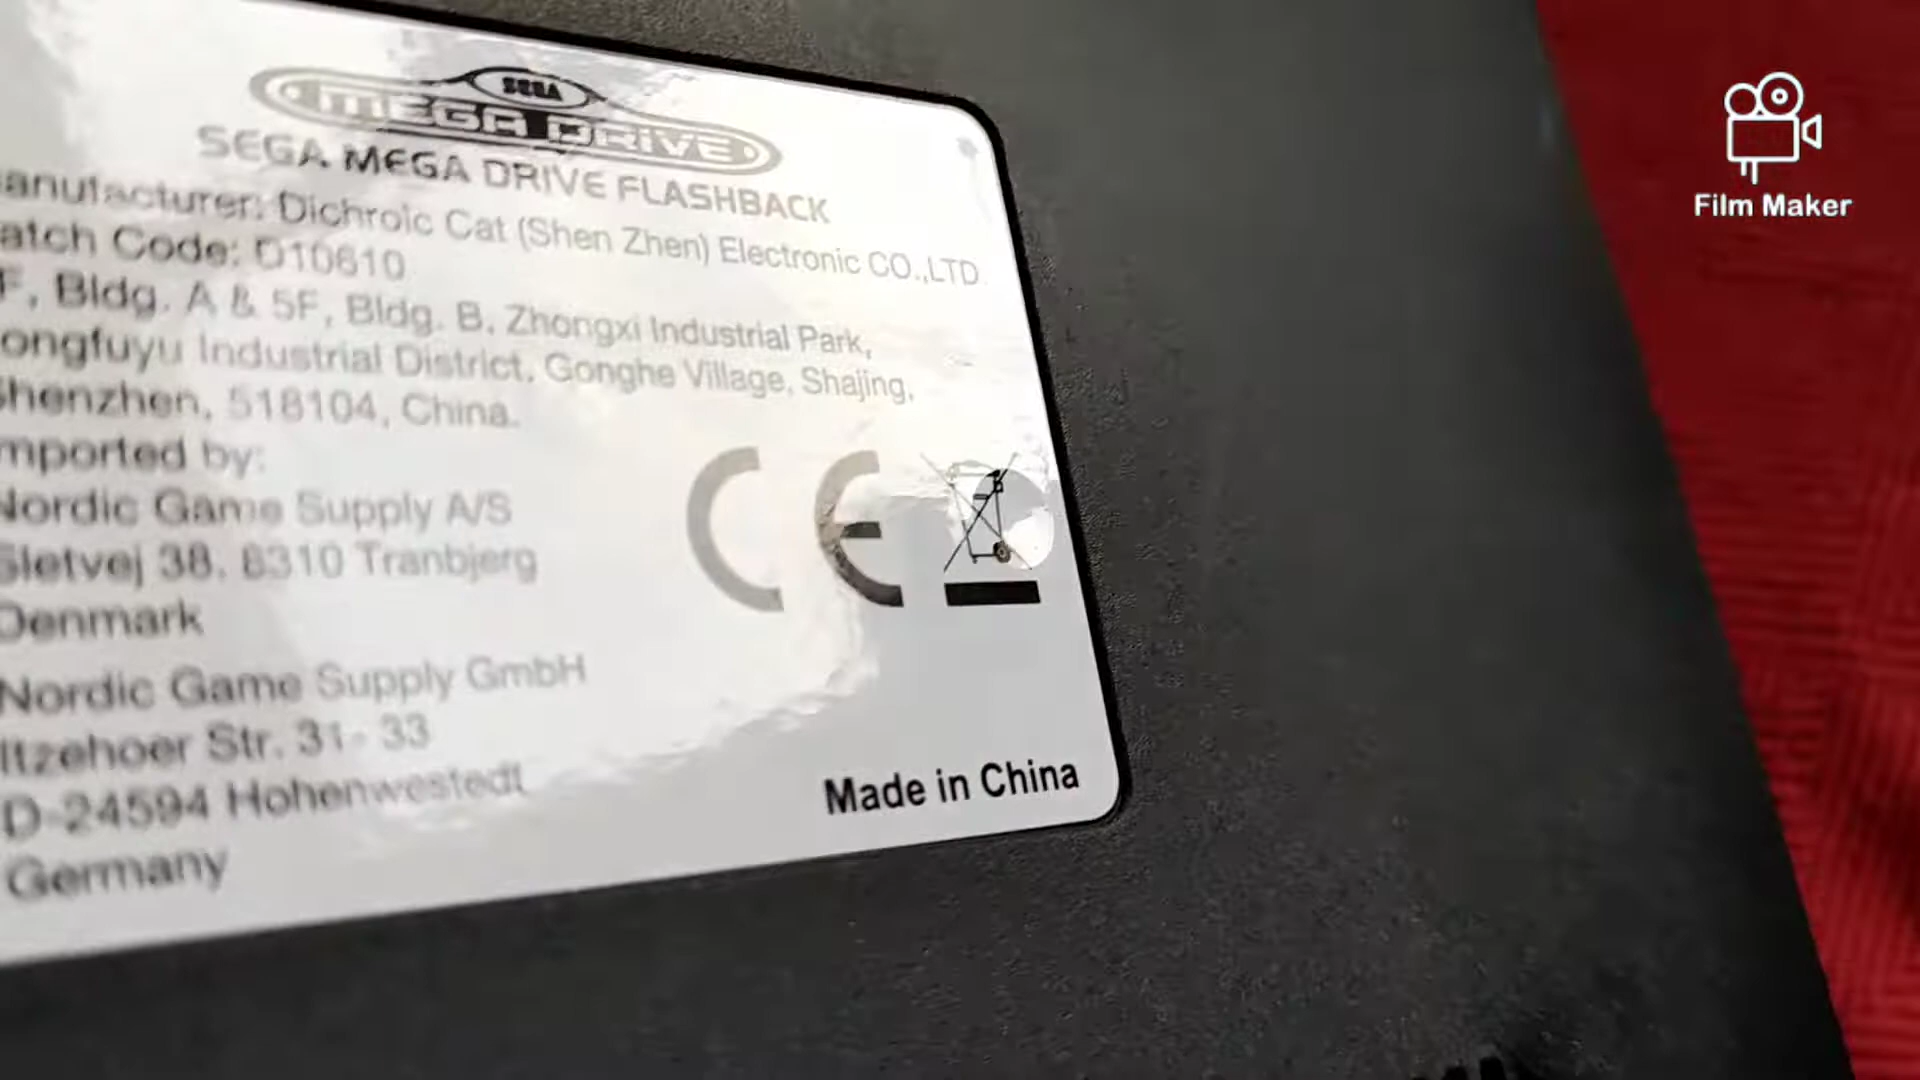 SEGA
MEGA DRIVE
SEGA MEGA DRIVE FLASHBACK
anufacturer: Dichroic Cat (Shen Zhen) Electronic CO.,LTD.
atch Code: D10610
F, Bldg. A & 5F, Bldg. B, Zhongxi Industrial Park,
ongfuyu Industrial District, Gonghe Village, Shajing,
Shenzhen, 518104, China.
mported by:
Nordic Game Supply A/S
Sletvej 38, 8310 Tranbjerg
Denmark
Nordic Game Supply GmbH
Itzehoer Str. 31- 33
D-24594 Hohenwestedt
Germany
CE
Made in China
Film Maker